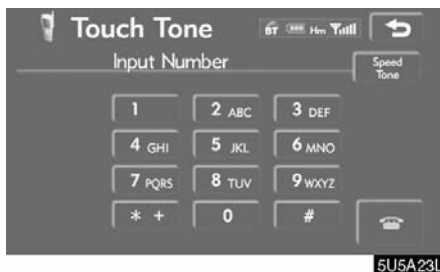 Touch Tone BT Hm
Input Number Speed Tone
1 2 ABC 3 DEF
4 GHI 5 JKL 6 MNO
7 PQRS 8 TUV 9 WXYZ
* + 0 #
5U5A23L